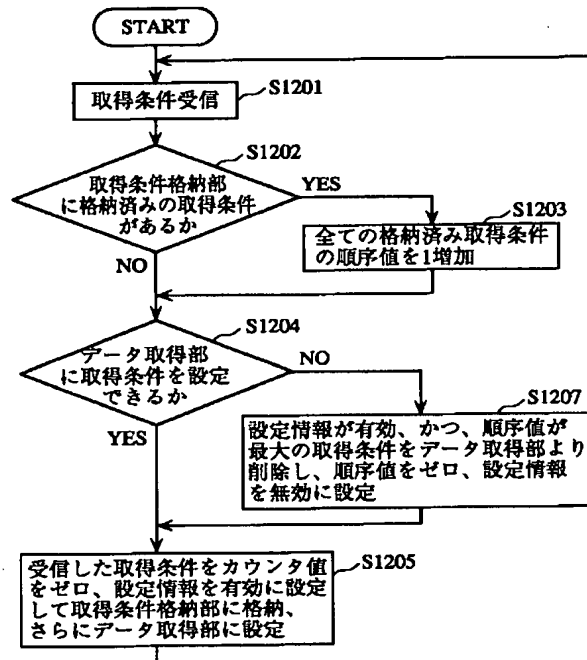 START
取得条件受信
S1201
S1202
取得条件格納部
に格納済みの取得条件
があるか
YES
NO
S1203
全ての格納済み取得条件
の順序値を1増加
S1204
データ取得部
に取得条件を設定
できるか
NO
YES
S1207
設定情報が有効、かつ、順序値が
最大の取得条件をデータ取得部より
削除し、順序値をゼロ、設定情報
を無効に設定
S1205
受信した取得条件をカウンタ値
をゼロ、設定情報を有効に設定
して取得条件格納部に格納、
さらにデータ取得部に設定